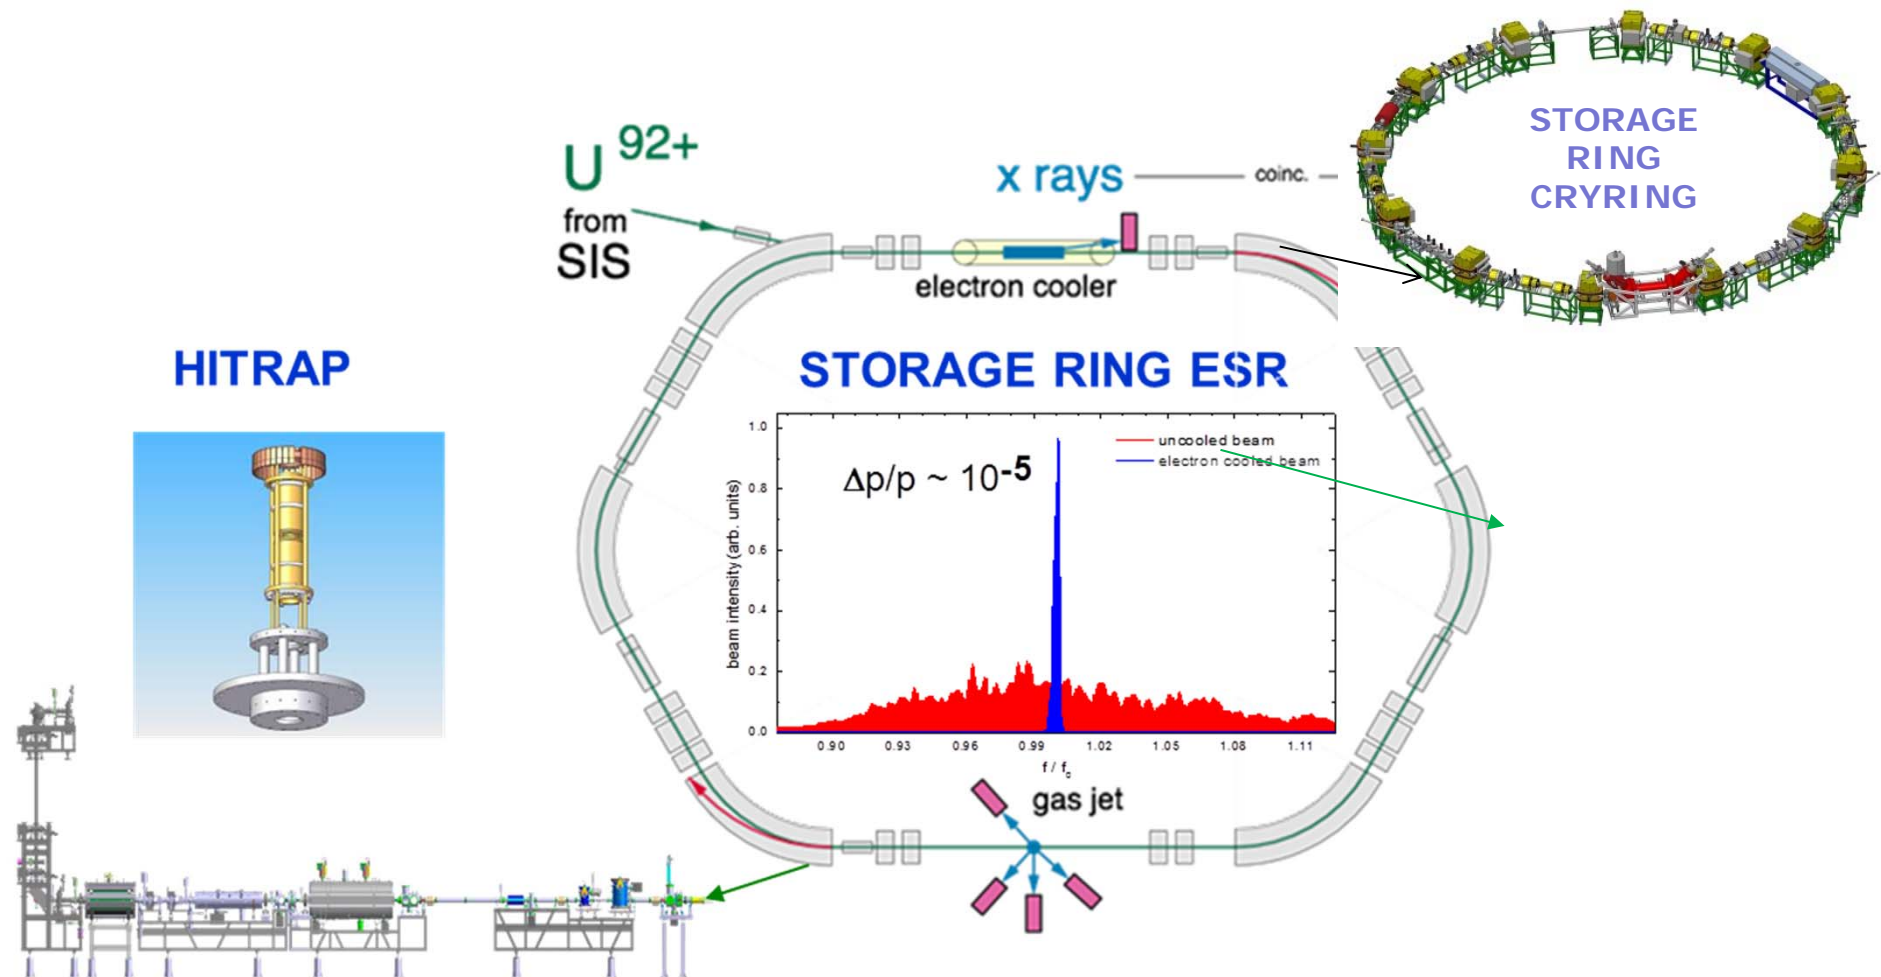 STORAGE
RING
CRYRING
U 92+
from
SIS
x rays
coinc.
electron cooler
HITRAP
STORAGE RING ESR
Δp/p ~ 10-5
uncooled beam
electron cooled beam
beam intensity (arb. units)
1.0
0.8
0.6
0.4
0.2
0.0
0.90 0.93 0.96 0.99 1.02 1.05 1.08 1.11
f / f0
gas jet